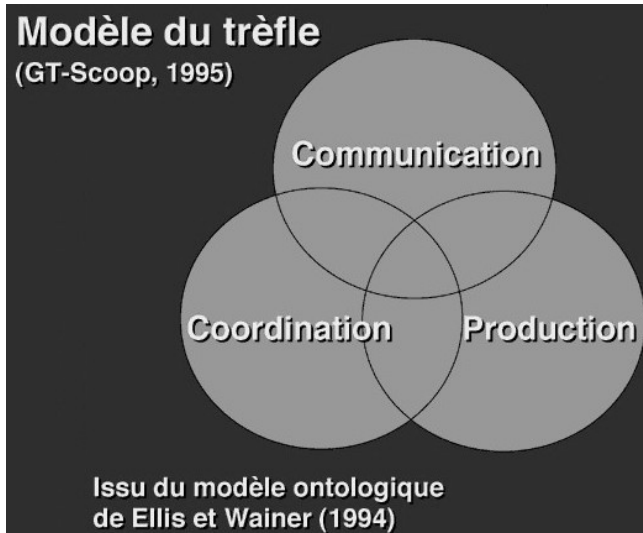 Modèle du trèfle
(GT-Scoop, 1995)
Communication
Coordination
Production
Issu du modèle ontologique
de Ellis et Wainer (1994)